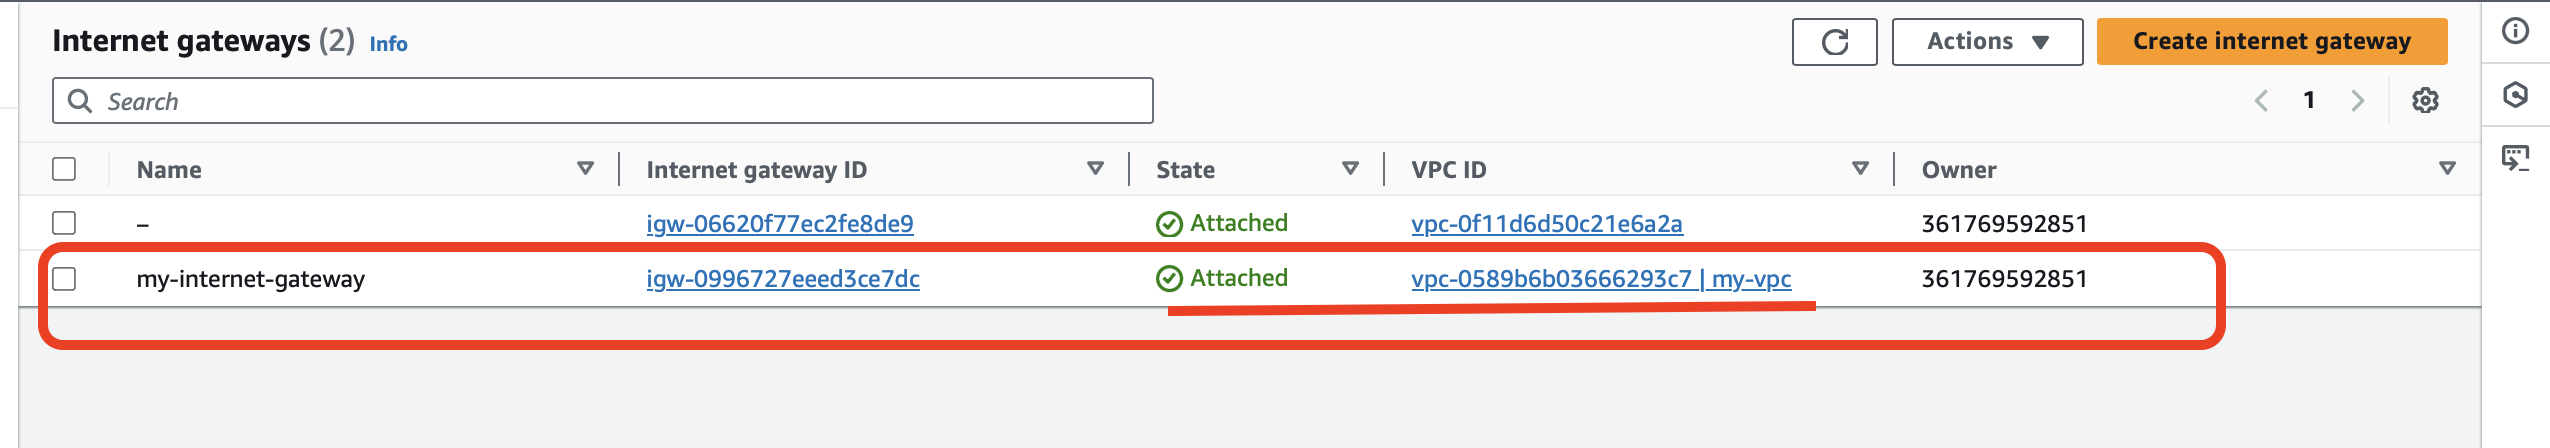 Internet gateways (2) Info
Actions
Create internet gateway
Search
1
Name Internet gateway ID State VPC ID Owner
– igw-06620f77ec2fe8de9 Attached vpc-0f11d6d50c21e6a2a 361769592851
my-internet-gateway igw-0996727eeed3ce7dc Attached vpc-0589b6b03666293c7 | my-vpc 361769592851